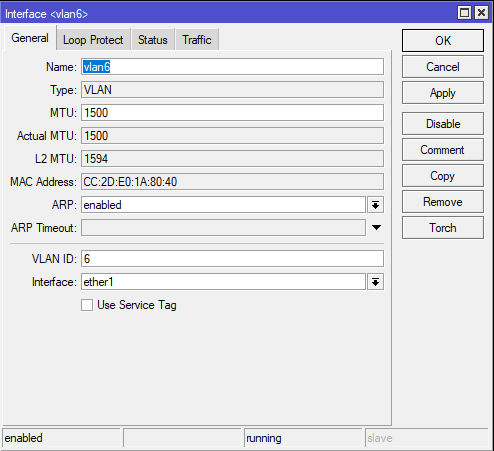 Interface <vlan6>
General Loop Protect Status Traffic
OK
Name: vlan6
Cancel
Type: VLAN
Apply
MTU: 1500
Actual MTU: 1500
Disable
L2 MTU: 1594
Comment
MAC Address: CC:2D:E0:1A:80:40
Copy
ARP: enabled
Remove
ARP Timeout:
Torch
VLAN ID: 6
Interface: ether1
Use Service Tag
enabled running slave